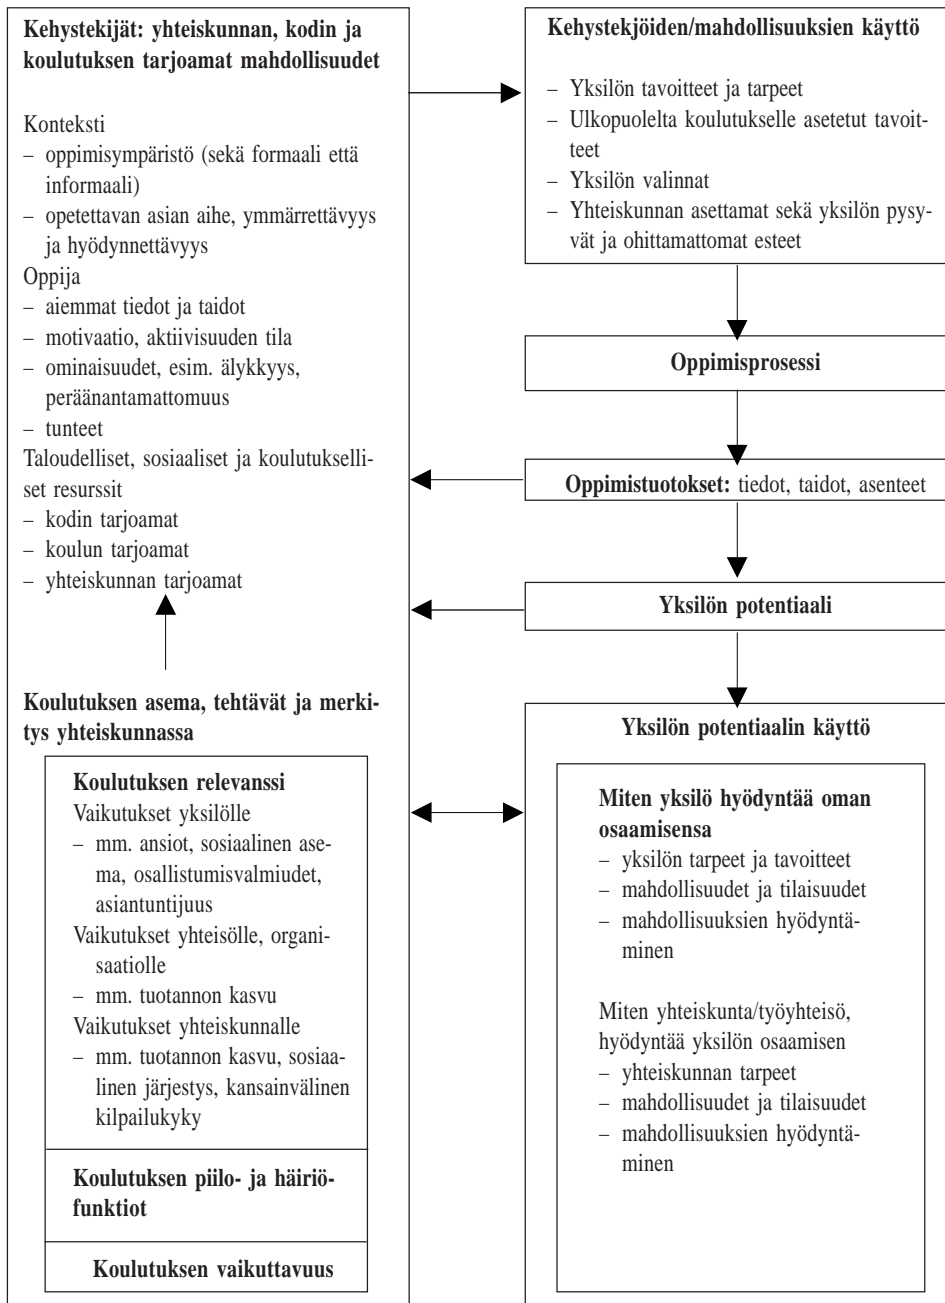 Kehystekijät: yhteiskunnan, kodin ja
koulutuksen tarjoamat mahdollisuudet
Konteksti
– oppimisympäristö (sekä formaali että
informaali)
– opetettavan asian aihe, ymmärrettävyys
ja hyödynnettävyys
Oppija
– aiemmat tiedot ja taidot
– motivaatio, aktiivisuuden tila
– ominaisuudet, esim. älykkyys,
peräänantamattomuus
– tunteet
Taloudelliset, sosiaaliset ja koulutukselli-
set resurssit
– kodin tarjoamat
– koulun tarjoamat
– yhteiskunnan tarjoamat
Koulutuksen asema, tehtävät ja merki-
tys yhteiskunnassa
Koulutuksen relevanssi
Vaikutukset yksilölle
– mm. ansiot, sosiaalinen ase-
ma, osallistumisvalmiudet,
asiantuntijuus
Vaikutukset yhteisölle, organi-
saatiolle
– mm. tuotannon kasvu
Vaikutukset yhteiskunnalle
– mm. tuotannon kasvu, sosiaa-
linen järjestys, kansainvälinen
kilpailukyky
Koulutuksen piilo- ja häiriö-
funktiot
Koulutuksen vaikuttavuus
Kehystekjöiden/mahdollisuuksien käyttö
– Yksilön tavoitteet ja tarpeet
– Ulkopuolelta koulutukselle asetetut tavoit-
teet
– Yksilön valinnat
– Yhteiskunnan asettamat sekä yksilön pysy-
vät ja ohittamattomat esteet
Oppimisprosessi
Oppimistuotokset: tiedot, taidot, asenteet
Yksilön potentiaali
Yksilön potentiaalin käyttö
Miten yksilö hyödyntää oman
osaamisensa
– yksilön tarpeet ja tavoitteet
– mahdollisuudet ja tilaisuudet
– mahdollisuuksien hyödyntä-
minen
Miten yhteiskunta/työyhteisö,
hyödyntää yksilön osaamisen
– yhteiskunnan tarpeet
– mahdollisuudet ja tilaisuudet
– mahdollisuuksien hyödyntä-
minen